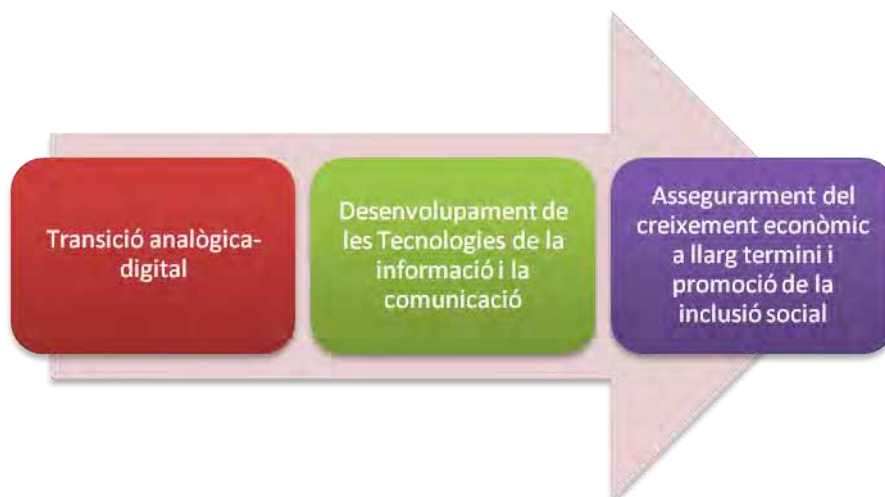 Transició analògica-
digital
Desenvolupament de
les Tecnologies de la
informació i la
comunicació
Assegurarment del
creixement econòmic
a llarg termini i
promoció de la
inclusió social